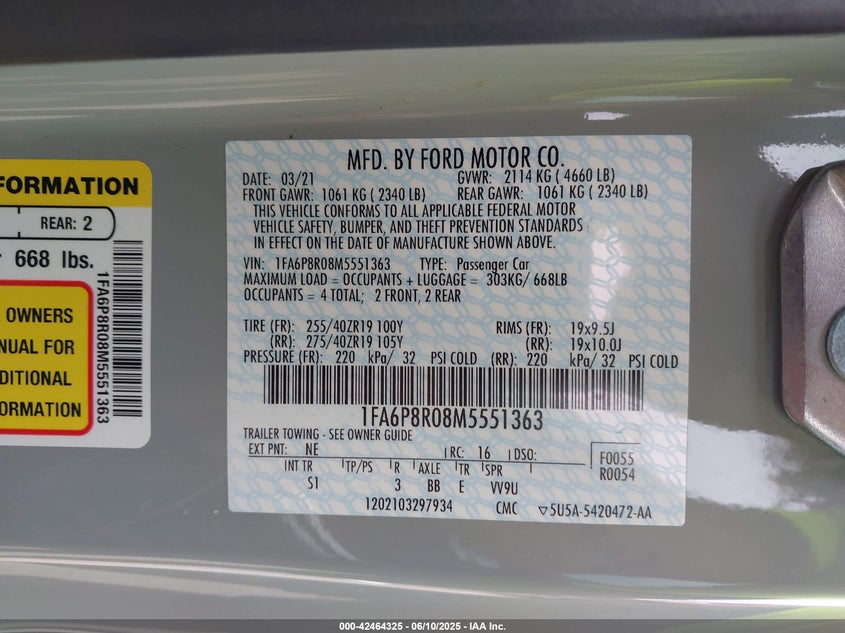 FORMATION
REAR: 2
668 lbs.
OWNERS
NUAL FOR
DITIONAL
FORMATION
1FA6P8R08M5551363
MFD. BY FORD MOTOR CO.
DATE: 03/21 GVWR: 2114 KG ( 4660 LB)
FRONT GAWR: 1061 KG ( 2340 LB) REAR GAWR: 1061 KG ( 2340 LB)
THIS VEHICLE CONFORMS TO ALL APPLICABLE FEDERAL MOTOR
VEHICLE SAFETY, BUMPER, AND THEFT PREVENTION STANDARDS
IN EFFECT ON THE DATE OF MANUFACTURE SHOWN ABOVE.
VIN: 1FA6P8R08M5551363 TYPE: Passenger Car
MAXIMUM LOAD = OCCUPANTS + LUGGAGE = 303KG/ 668LB
OCCUPANTS = 4 TOTAL; 2 FRONT, 2 REAR
TIRE (FR): 255/40ZR19 100Y RIMS (FR): 19x9.5J
(RR): 275/40ZR19 105Y (RR): 19x10.0J
PRESSURE (FR): 220 kPa/ 32 PSI COLD (RR): 220 kPa/ 32 PSI COLD
1FA6P8R08M5551363
TRAILER TOWING - SEE OWNER GUIDE
EXT PNT: NE RC: 16 DSO: F0055
INT TR TP/PS R AXLE TR SPR R0054
S1 3 BB E VV9U
1202103297934 CMC ▽5U5A-5420472-AA
000-42464325 - 06/10/2025 - IAA Inc.